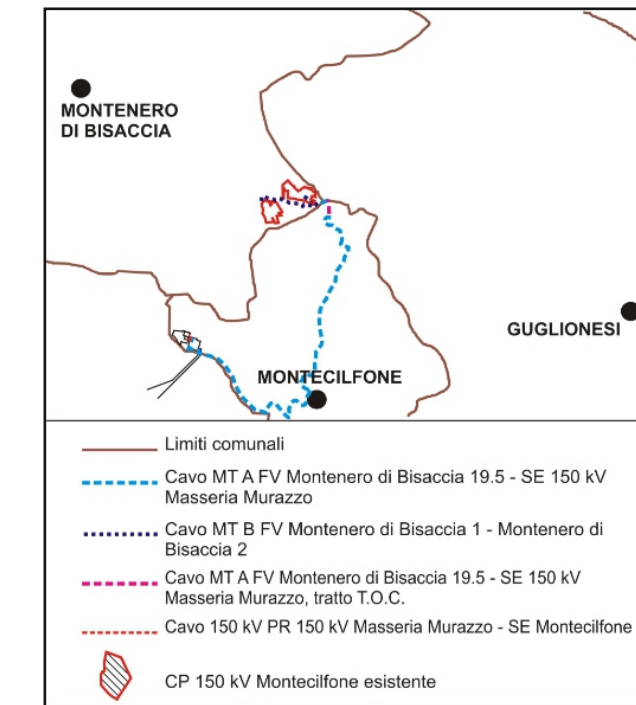 MONTENERO
DI BISACCIA
GUGLIONESI
MONTECILFONE
Limiti comunali
Cavo MT A FV Montenero di Bisaccia 19.5 - SE 150 kV
Masseria Murazzo
Cavo MT B FV Montenero di Bisaccia 1 - Montenero di
Bisaccia 2
Cavo MT A FV Montenero di Bisaccia 19.5 - SE 150 kV
Masseria Murazzo, tratto T.O.C.
Cavo 150 kV PR 150 kV Masseria Murazzo - SE Montecilfone
CP 150 kV Montecilfone esistente